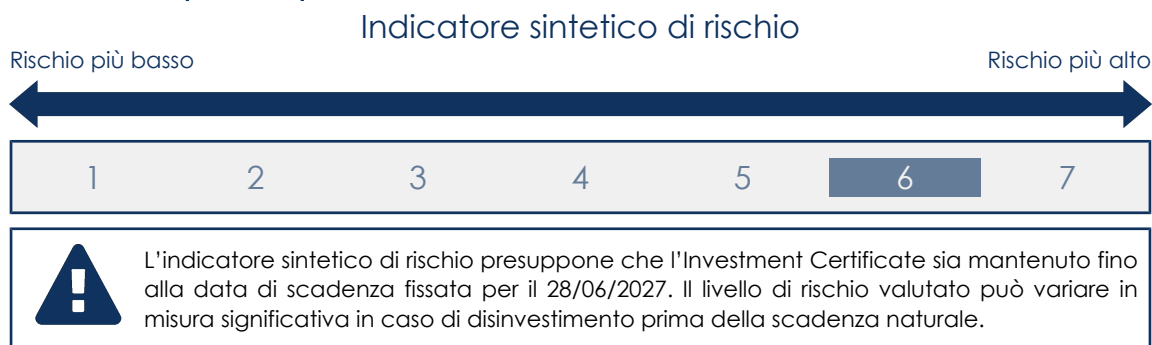 Indicatore sintetico di rischio
Rischio più basso
Rischio più alto
1 2 3 4 5 6 7
L’indicatore sintetico di rischio presuppone che l’Investment Certificate sia mantenuto fino
alla data di scadenza fissata per il 28/06/2027. Il livello di rischio valutato può variare in
misura significativa in caso di disinvestimento prima della scadenza naturale.